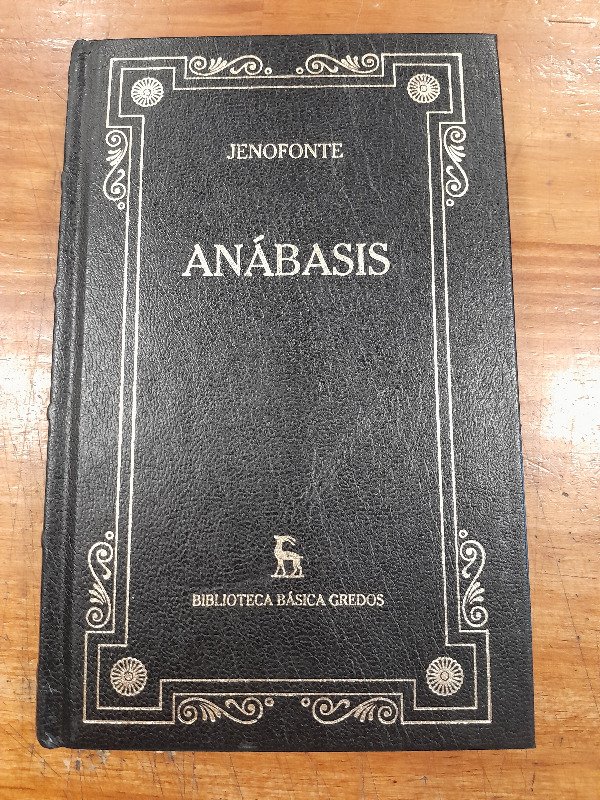 JENOFONTE
ANÁBASIS
BIBLIOTECA BÁSICA GREDOS